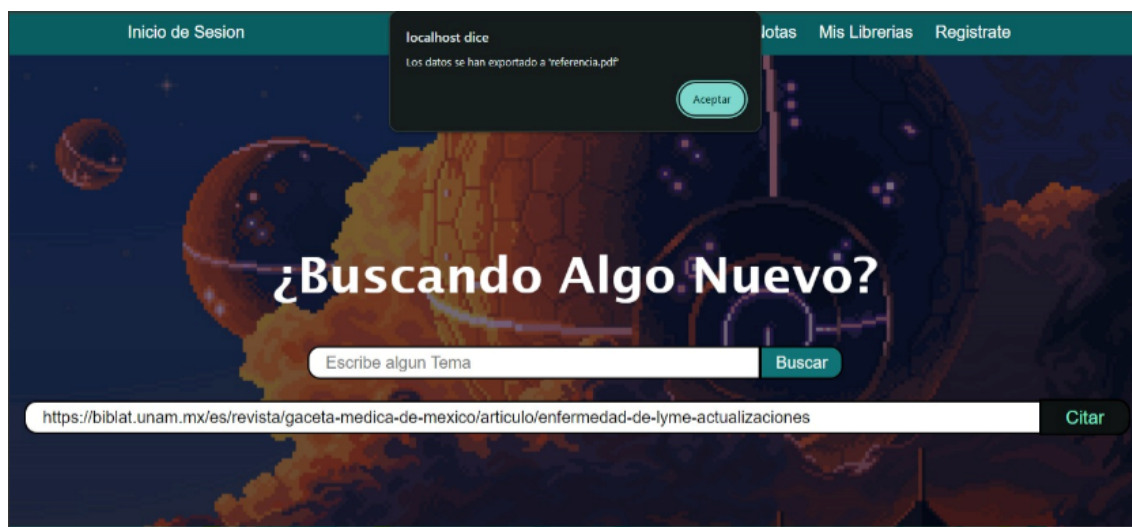 Inicio de Sesion
Mis Librerias
Registrate
localhost dice
Los datos se han exportado a 'referencia.pdf'
Aceptar
¿Buscando Algo Nuevo?
Escribe algun Tema
Buscar
https://biblat.unam.mx/es/revista/gaceta-medica-de-mexico/articulo/enfermedad-de-lyme-actualizaciones
Citar